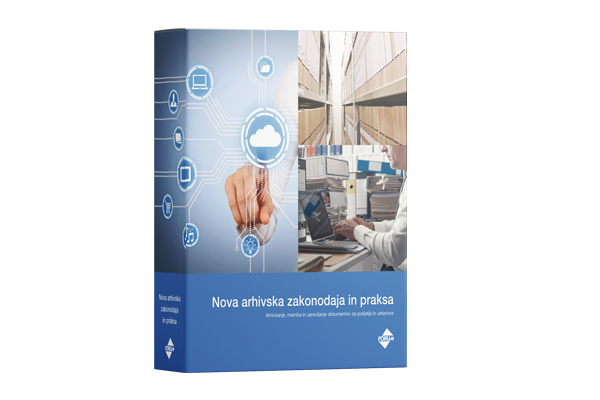 Nova arhivska zakonodaja in praksa
Arhiviranje, hramba in upravljanje dokumentov za podjetja in ustanove
FORUM
Nova arhivska
zakonodaja
in praksa
FORUM